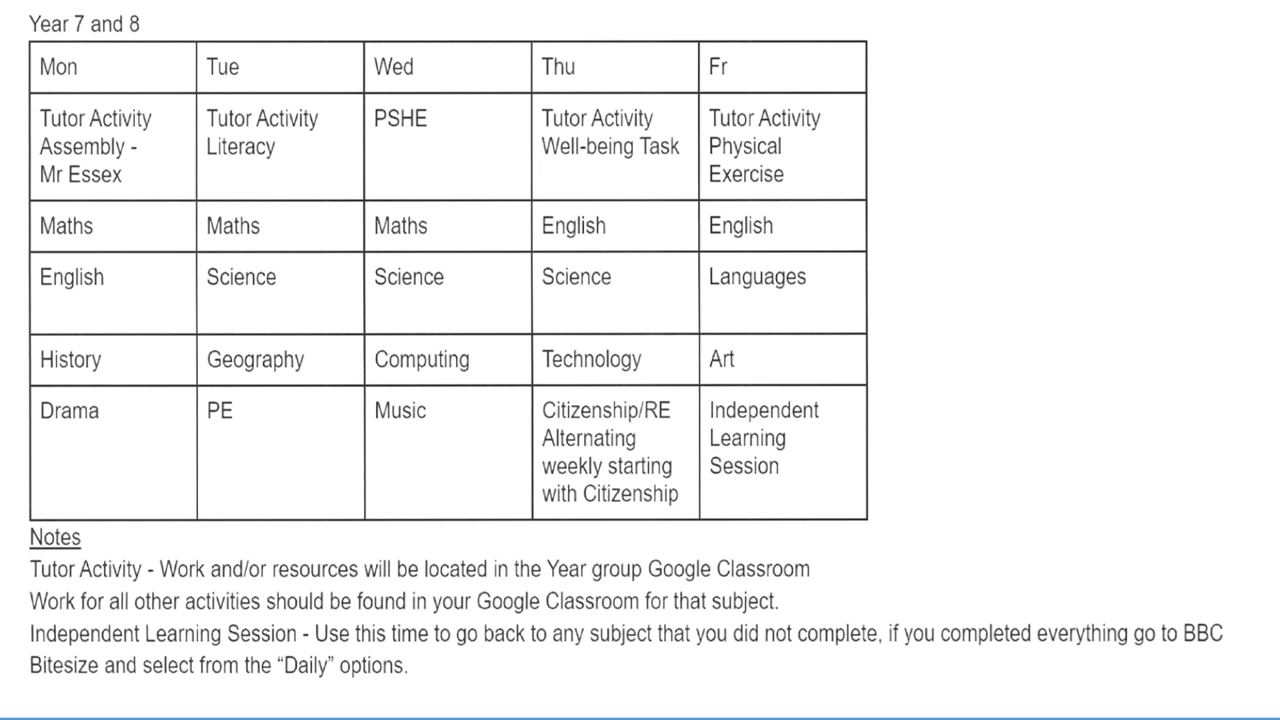 Year 7 and 8
Mon Tue Wed Thu Fr
Tutor Activity Tutor Activity PSHE Tutor Activity Tutor Activity
Assembly - Literacy Well-being Task Physical
Mr Essex Exercise
Maths Maths Maths English English
English Science Science Science Languages
History Geography Computing Technology Art
Drama PE Music Citizenship/RE Independent
Alternating Learning
weekly starting Session
with Citizenship
Notes
Tutor Activity - Work and/or resources will be located in the Year group Google Classroom
Work for all other activities should be found in your Google Classroom for that subject.
Independent Learning Session - Use this time to go back to any subject that you did not complete, if you completed everything go to BBC
Bitesize and select from the “Daily” options.